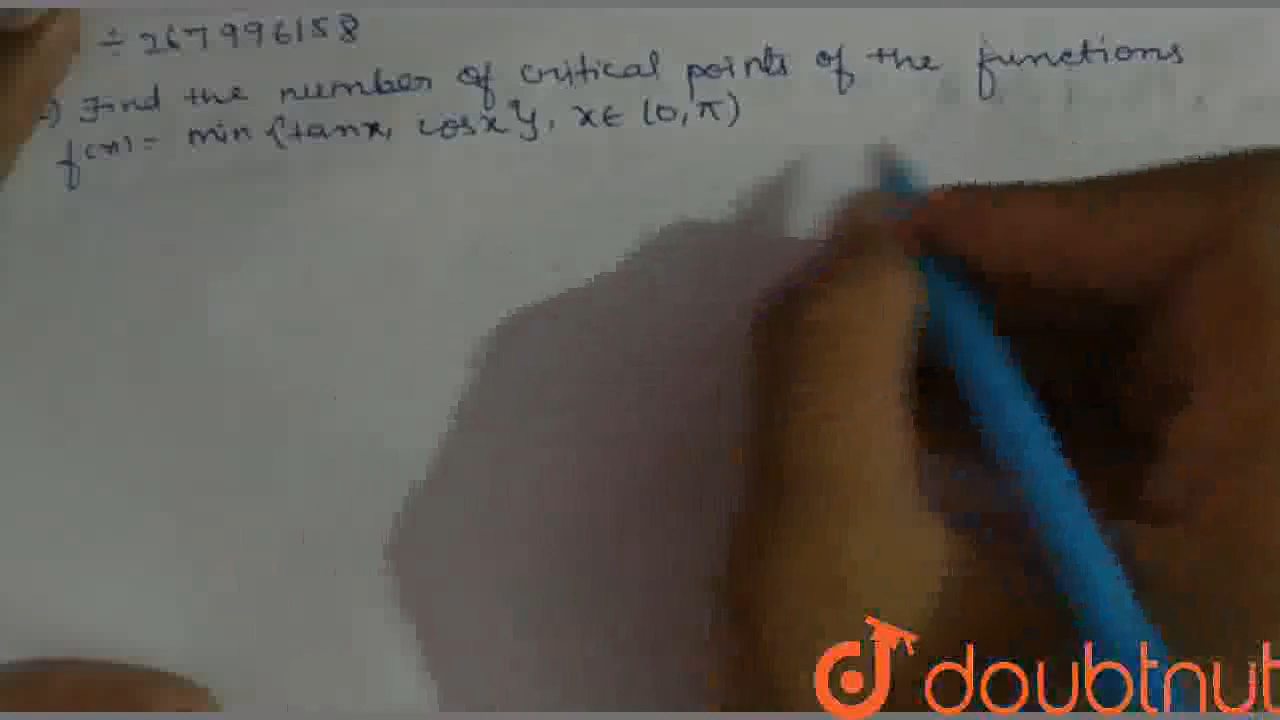 ÷ 267996158
Find the number of critical points of the functions
f(x) = min {tanx, cosx}, x ∈ (0, π)
doubtnut